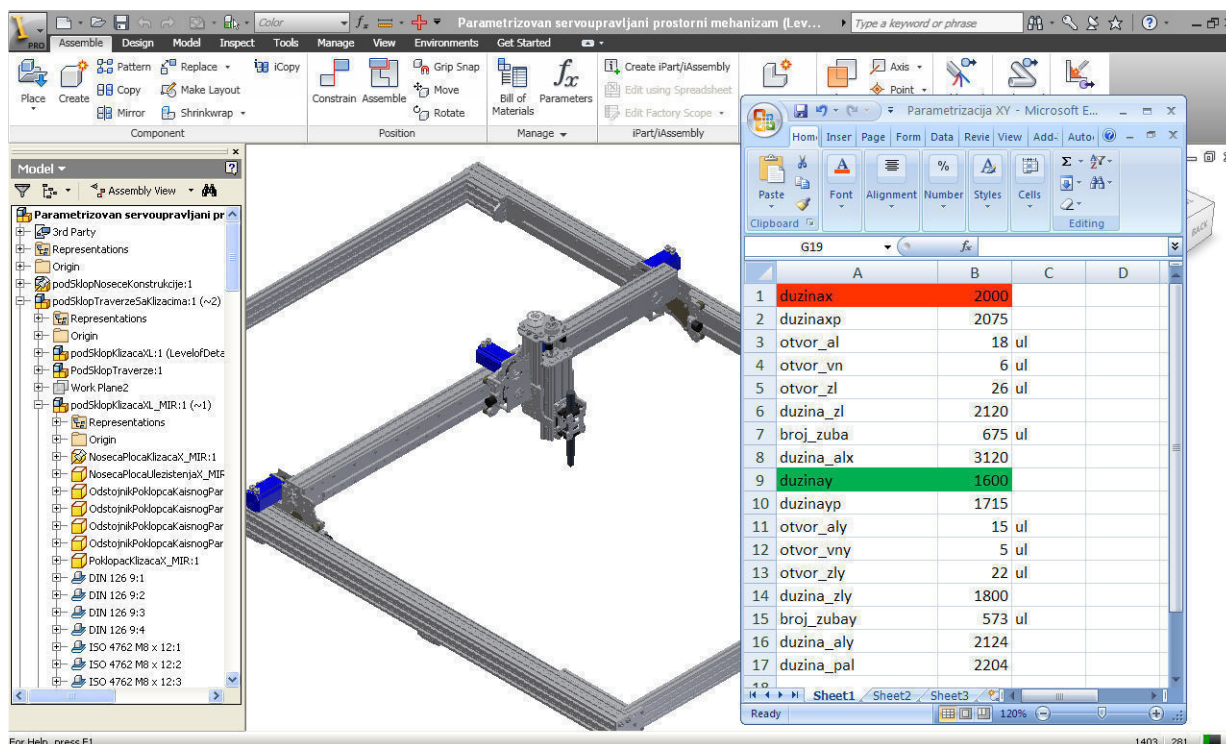 PRO
Color
Parametrizovan servoupravljani prostorni mehanizam (Lev...
Type a keyword or phrase
Assemble Design Model Inspect Tools Manage View Environments Get Started
Place
Create
Pattern
Copy
Mirror
Replace
Make Layout
Shrinkwrap
iCopy
Component
Constrain
Assemble
Grip Snap
Move
Rotate
Position
Bill of Materials
Parameters
Manage
Create iPart/iAssembly
Edit using Spreadsheet
Edit Factory Scope
iPart/iAssembly
Axis
Point
Model
Assembly View
Parametrizovan servoupravljani pr
3rd Party
Representations
Origin
podSklopNoseceKonstrukcije:1
podSklopTraverzeSaKlizacima:1 (~2)
Representations
Origin
podSklopKlizacaXL:1 (LevelofDeta
PodSklopTraverze:1
Work Plane2
podSklopKlizacaXL_MIR:1 (~1)
Representations
Origin
NosecaPlocaKlizacaX_MIR:1
NosecaPlocaUlezistenjaX_MIR
OdstojnikPoklopcaKaisnogPar
OdstojnikPoklopcaKaisnogPar
OdstojnikPoklopcaKaisnogPar
OdstojnikPoklopcaKaisnogPar
PoklopacKlizacaX_MIR:1
DIN 126 9:1
DIN 126 9:2
DIN 126 9:3
DIN 126 9:4
ISO 4762 M8 x 12:1
ISO 4762 M8 x 12:2
ISO 4762 M8 x 12:3
BACK
Parametrizacija XY - Microsoft E...
Hom Inser Page Form Data Revie View Add- Auto
Paste
Clipboard
Font
Alignment
Number
Styles
Cells
Editing
G19 fx
A B C D
1 duzinax 2000
2 duzinaxp 2075
3 otvor_al 18 ul
4 otvor_vn 6 ul
5 otvor_zl 26 ul
6 duzina_zl 2120
7 broj_zuba 675 ul
8 duzina_alx 3120
9 duzinay 1600
10 duzinayp 1715
11 otvor_aly 15 ul
12 otvor_vny 5 ul
13 otvor_zly 22 ul
14 duzina_zly 1800
15 broj_zubay 573 ul
16 duzina_aly 2124
17 duzina_pal 2204
18
Sheet1 Sheet2 Sheet3
Ready 120%
For Help, press F1
1403 281